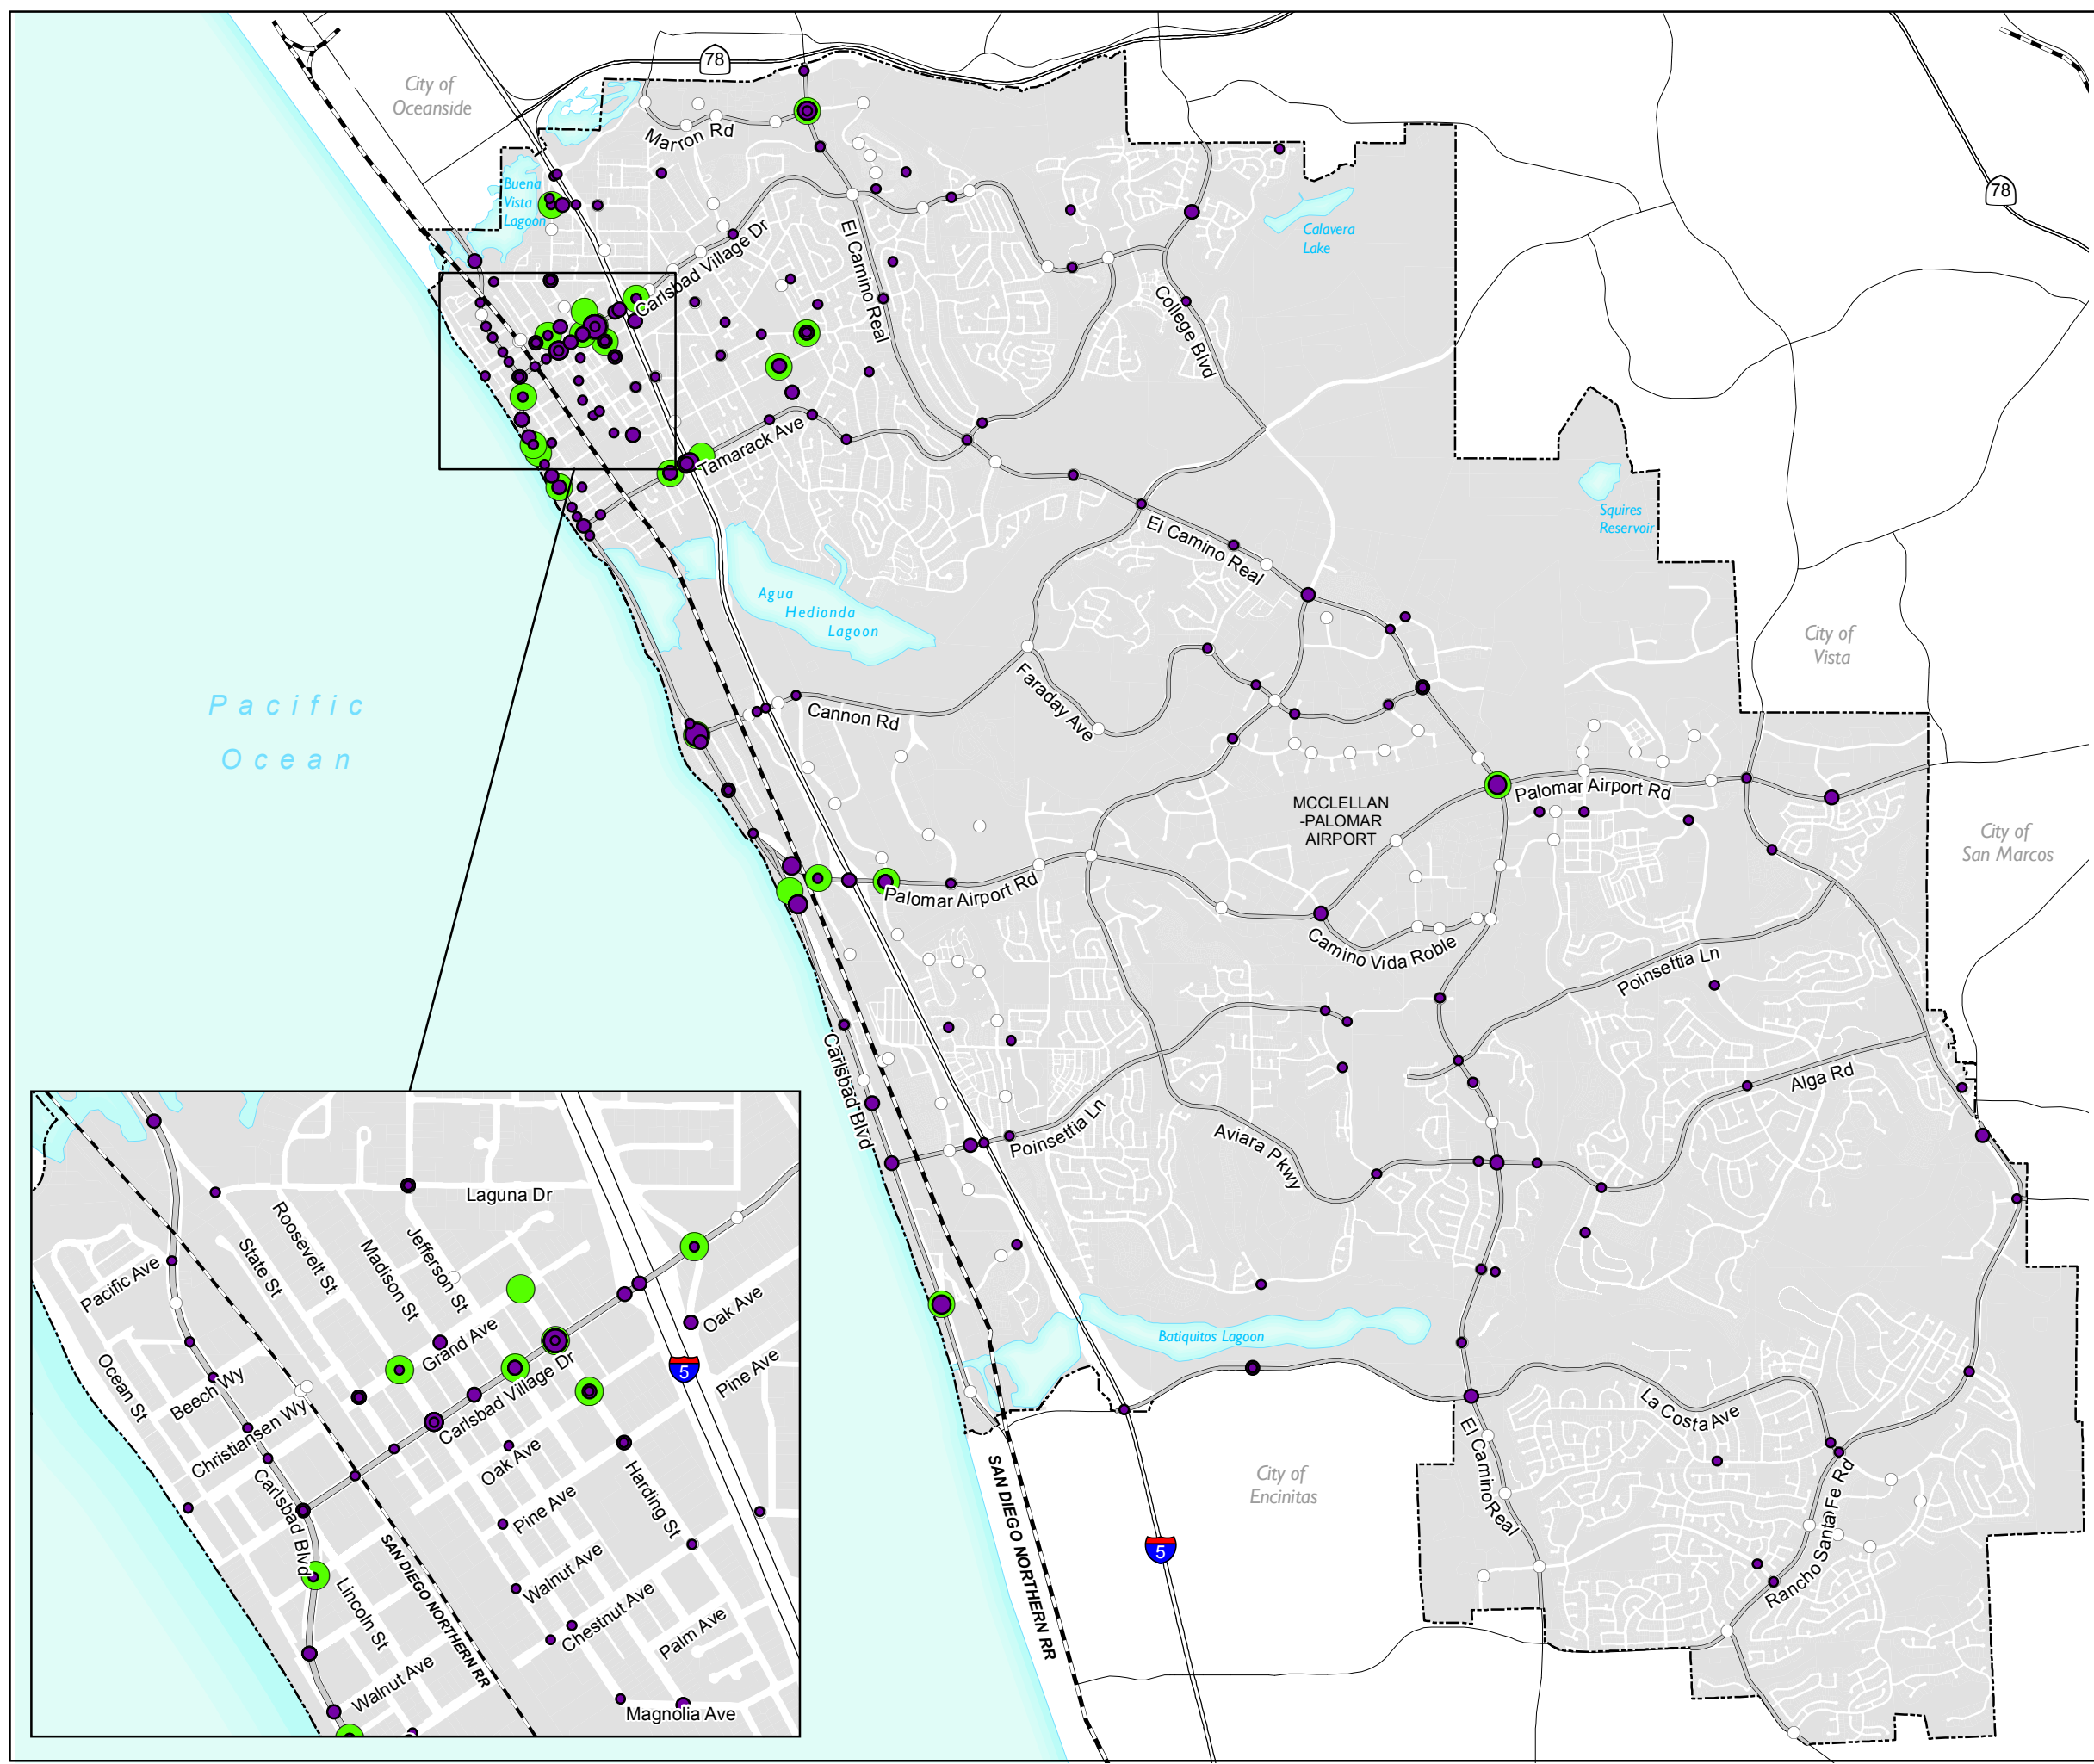 78
City of
Oceanside
Marron Rd
78
Buena
Vista
Lagoon
Calavera
Lake
Carlsbad Village Dr
El Camino Real
College Blvd
Tamarack Ave
Squires
Reservoir
El Camino Real
Agua
Hedionda
Lagoon
City of
Vista
Pacific
Ocean
Faraday Ave
Cannon Rd
MCCLELLAN
-PALOMAR
AIRPORT
Palomar Airport Rd
City of
San Marcos
Palomar Airport Rd
Camino Vida Roble
Poinsettia Ln
Carlsbad Blvd
Alga Rd
Poinsettia Ln
Aviara Pkwy
Batiquitos Lagoon
La Costa Ave
El Camino Real
City of
Encinitas
Rancho Santa Fe Rd
SAN DIEGO NORTHERN RR
5
Laguna Dr
Roosevelt St
Jefferson St
State St
Madison St
Pacific Ave
Oak Ave
Grand Ave
Ocean St
Beech Wy
Carlsbad Village Dr
5
Pine Ave
Christiansen Wy
Oak Ave
Carlsbad Blvd
Harding St
Pine Ave
SAN DIEGO NORTHERN RR
Walnut Ave
Lincoln St
Chestnut Ave
Palm Ave
Walnut Ave
Magnolia Ave